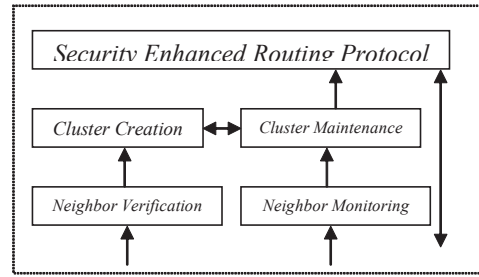 Security Enhanced Routing Protocol
Cluster Creation
Cluster Maintenance
Neighbor Verification
Neighbor Monitoring